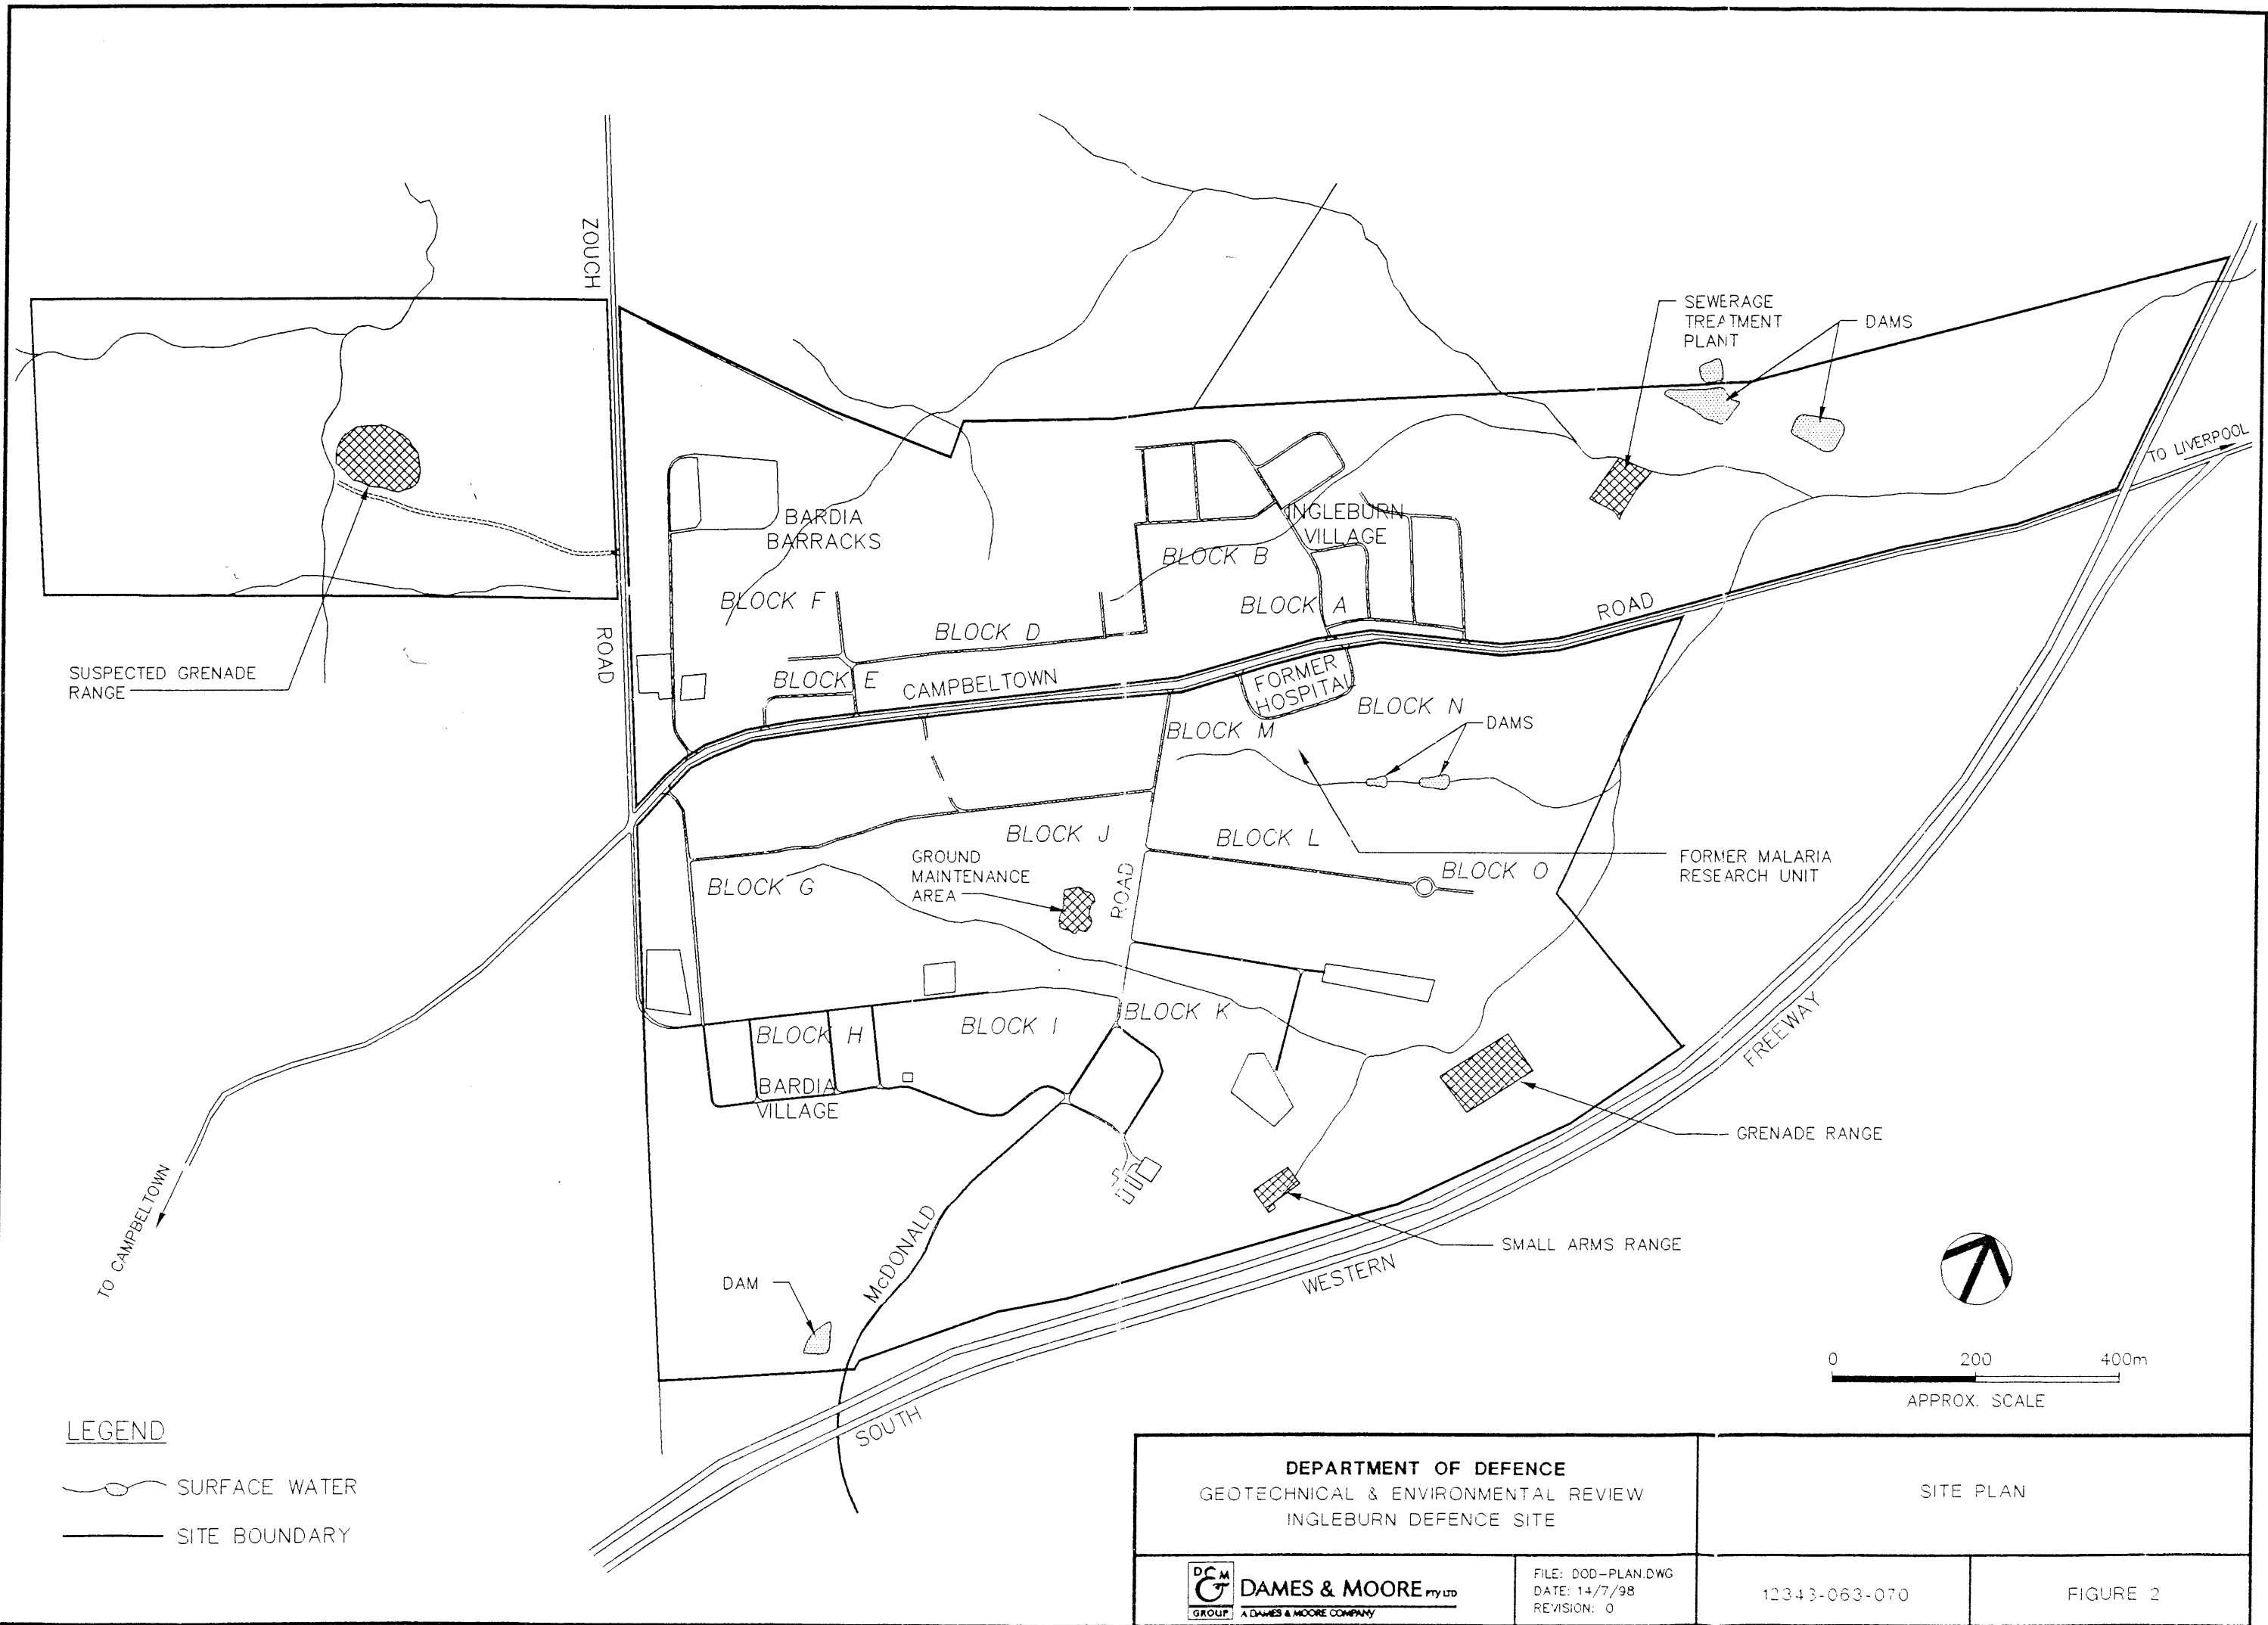 ZOUCH
ROAD
SEWERAGE
TREATMENT
PLANT
DAMS
TO LIVERPOOL
BARDIA
BARRACKS
INGLEBURN
VILLAGE
BLOCK B
BLOCK F
BLOCK A
BLOCK D
ROAD
SUSPECTED GRENADE
RANGE
BLOCK E
CAMPBELTOWN
FORMER
HOSPITAL
BLOCK N
BLOCK M
DAMS
BLOCK J
BLOCK L
GROUND
MAINTENANCE
AREA
BLOCK G
ROAD
BLOCK O
FORMER MALARIA
RESEARCH UNIT
BLOCK K
BLOCK H
BLOCK I
BARDIA
VILLAGE
FREEWAY
GRENADE RANGE
TO CAMPBELTOWN
McDONALD
SMALL ARMS RANGE
WESTERN
DAM
SOUTH
0 200 400m
APPROX. SCALE
LEGEND
SURFACE WATER
SITE BOUNDARY
DEPARTMENT OF DEFENCE
GEOTECHNICAL & ENVIRONMENTAL REVIEW
INGLEBURN DEFENCE SITE
SITE PLAN
D&M
GROUP
DAMES & MOORE PTY LTD
A DAMES & MOORE COMPANY
FILE: DOD-PLAN.DWG
DATE: 14/7/98
REVISION: 0
12343-063-070
FIGURE 2